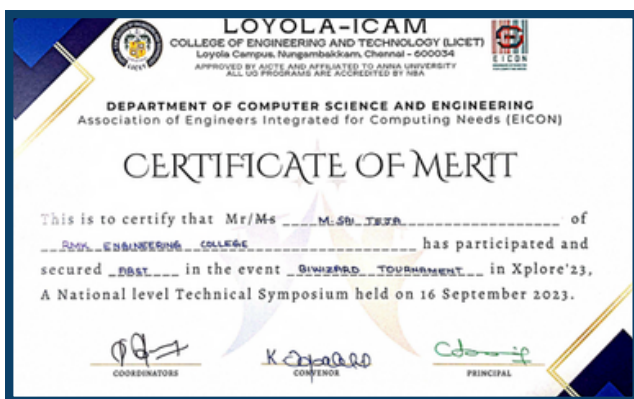 LOYOLA-ICAM
COLLEGE OF ENGINEERING AND TECHNOLOGY (LICET)
Loyola Campus, Nungambakkam, Chennai - 600034
APPROVED BY AICTE AND AFFILIATED TO ANNA UNIVERSITY
ALL UG PROGRAMS ARE ACCREDITED BY NBA
LICET
EICON
DEPARTMENT OF COMPUTER SCIENCE AND ENGINEERING
Association of Engineers Integrated for Computing Needs (EICON)
CERTIFICATE OF MERIT
This is to certify that Mr/Ms M. SAI TEJA of
RMK ENGINEERING COLLEGE has participated and
secured in the event BIWIZARD TOURNAMENT in Xplore'23,
A National level Technical Symposium held on 16 September 2023.
COORDINATORS
CONVENOR
PRINCIPAL